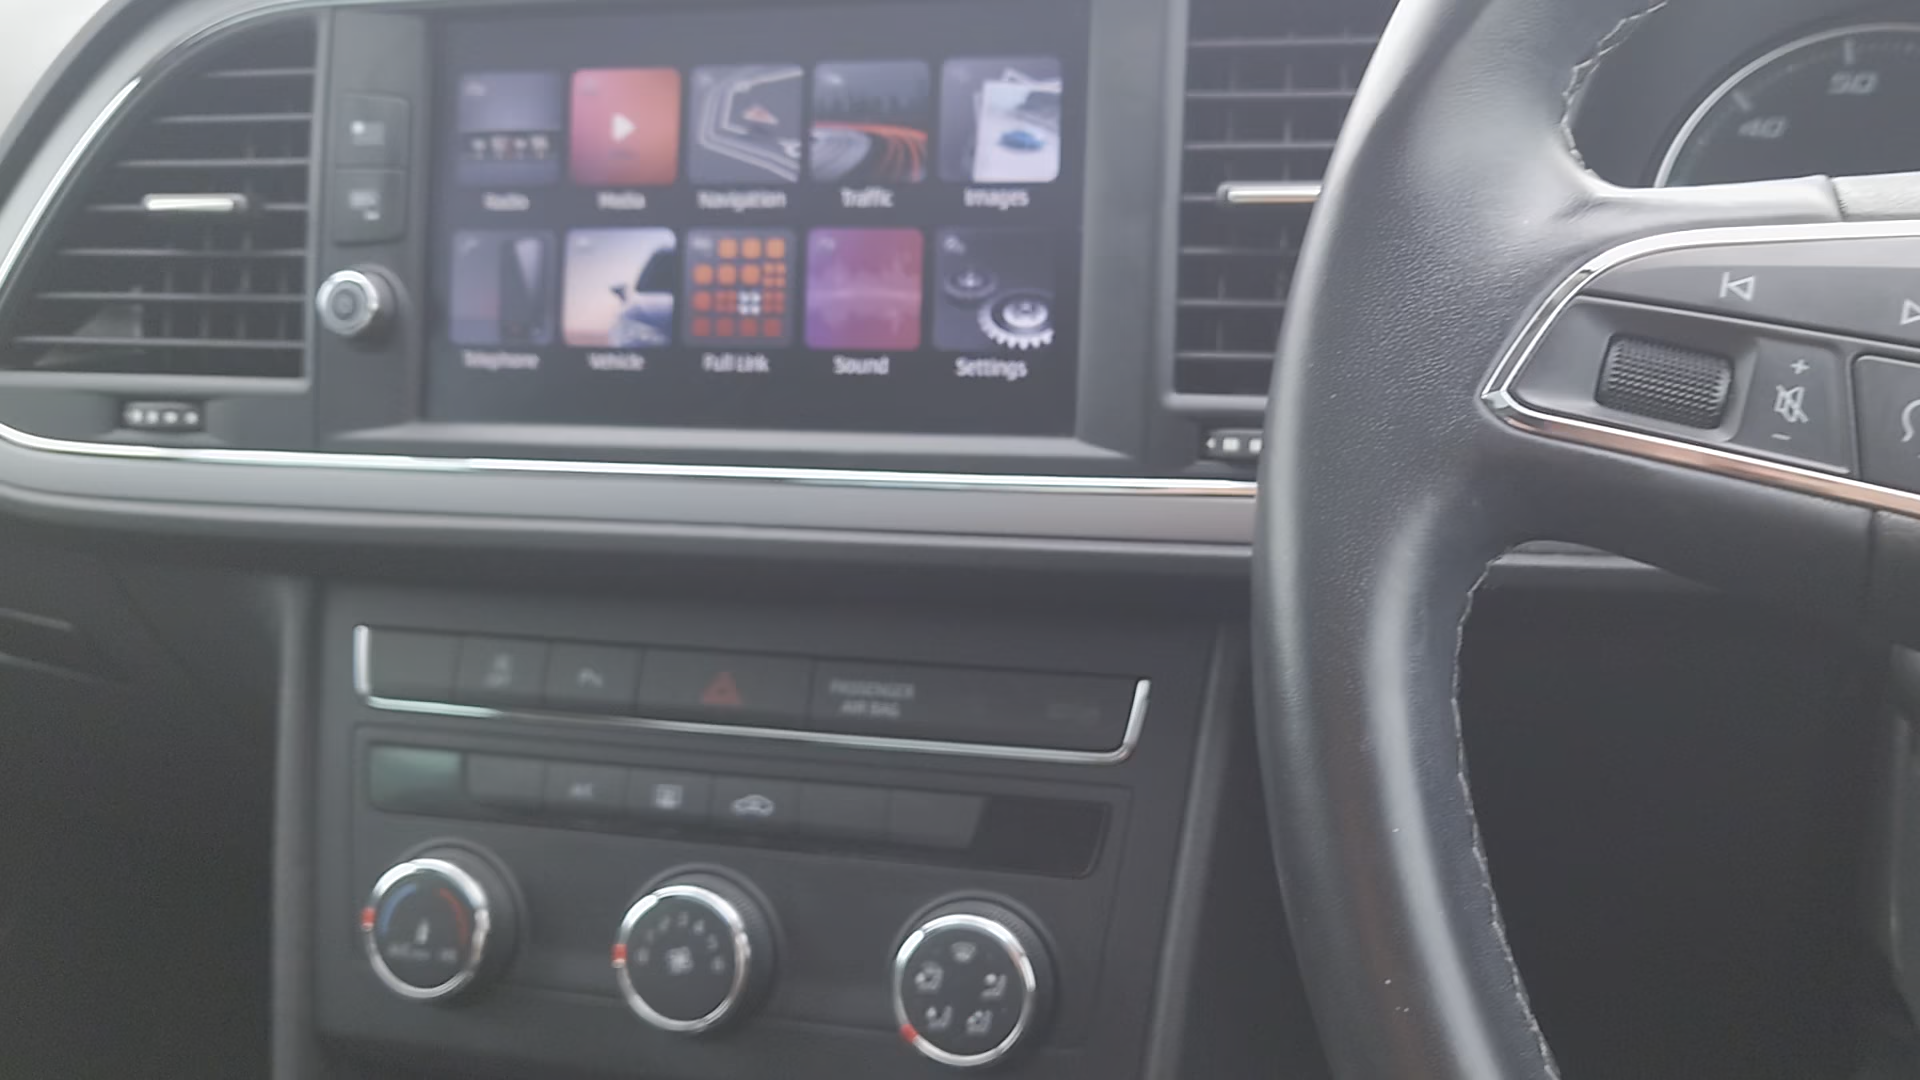 Radio
Media
Navigation
Traffic
Images
Telephone
Vehicle
Full Link
Sound
Settings
50
40
PASSENGER
AIR BAG